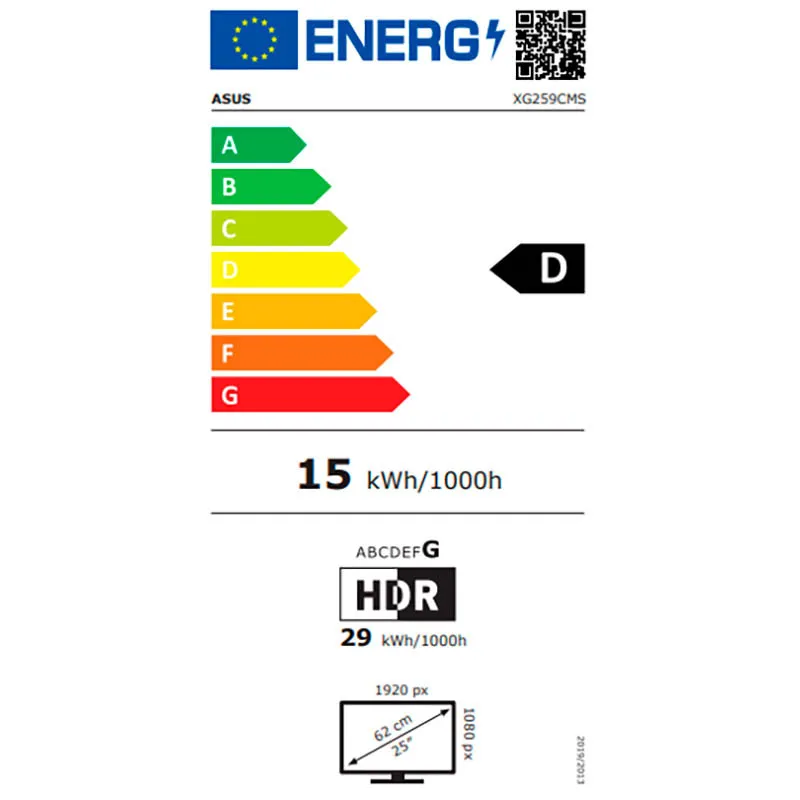 ENERG
ASUS XG259CMS
A
B
C
D
D
E
F
G
15 kWh/1000h
ABCDEFG
HDR
29 kWh/1000h
1920 px
62 cm
25″
1080 px
2019/2013